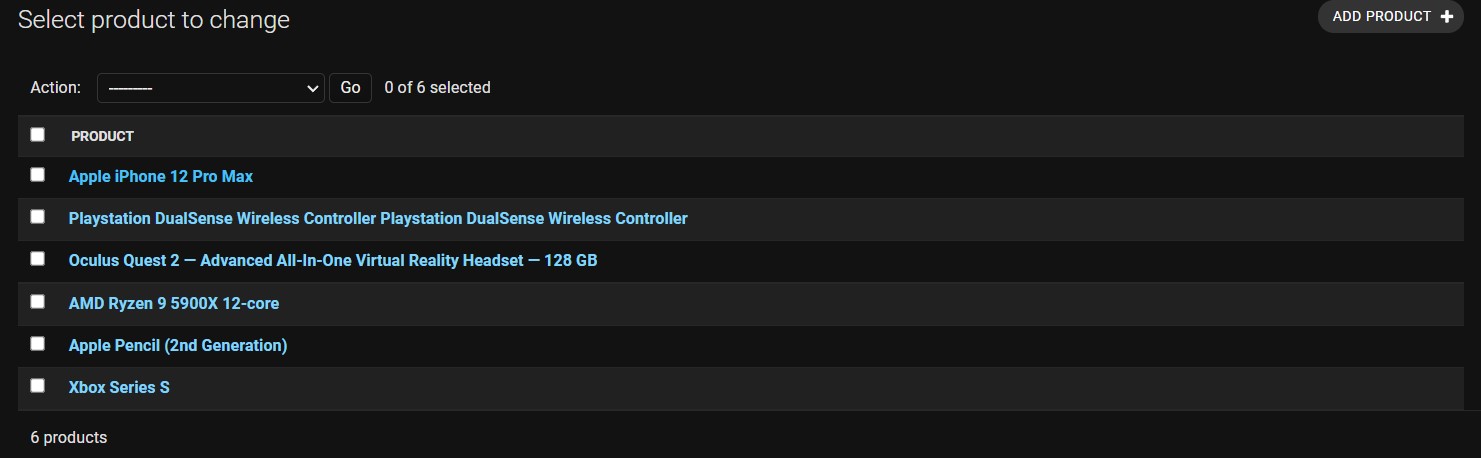 Select product to change
ADD PRODUCT
Action: --------- Go 0 of 6 selected
PRODUCT
Apple iPhone 12 Pro Max
Playstation DualSense Wireless Controller Playstation DualSense Wireless Controller
Oculus Quest 2 — Advanced All-In-One Virtual Reality Headset — 128 GB
AMD Ryzen 9 5900X 12-core
Apple Pencil (2nd Generation)
Xbox Series S
6 products